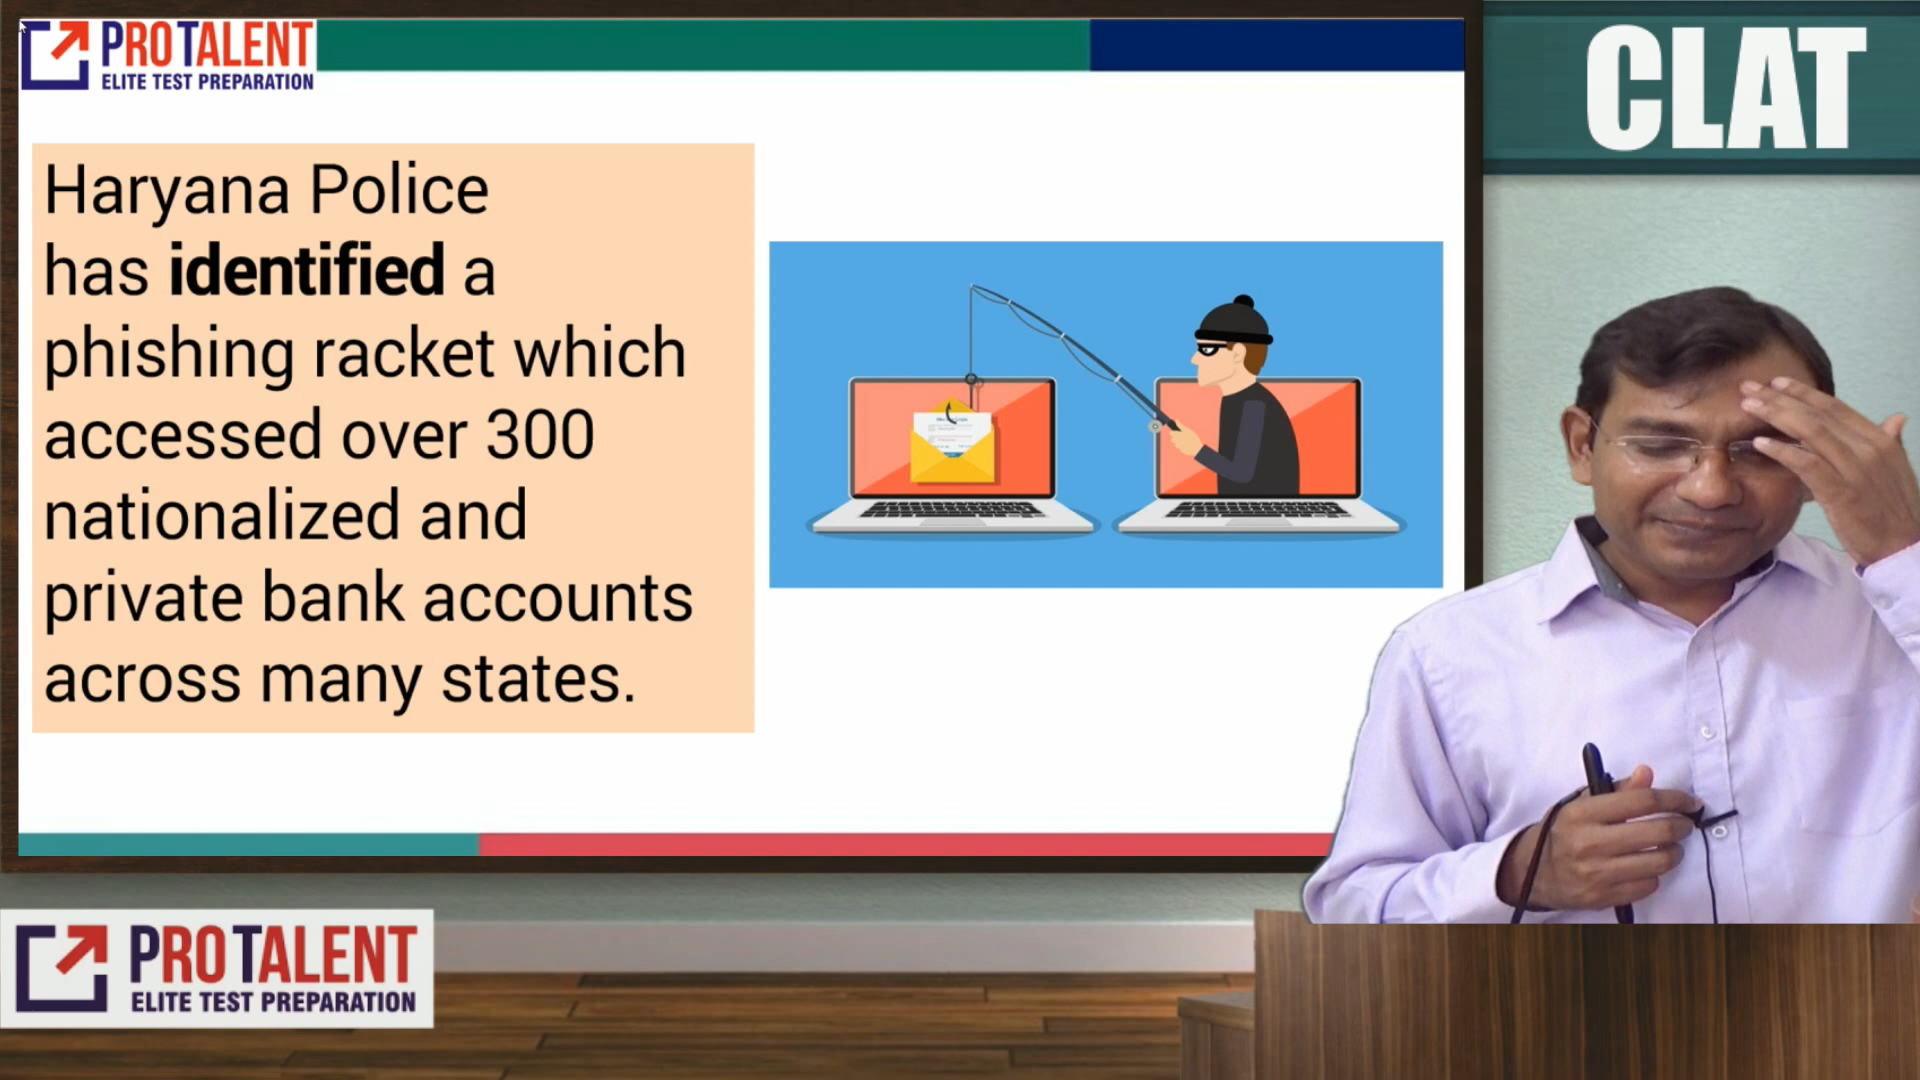 PROTALENT
ELITE TEST PREPARATION
CLAT
Haryana Police
has identified a
phishing racket which
accessed over 300
nationalized and
private bank accounts
across many states.
PROTALENT
ELITE TEST PREPARATION